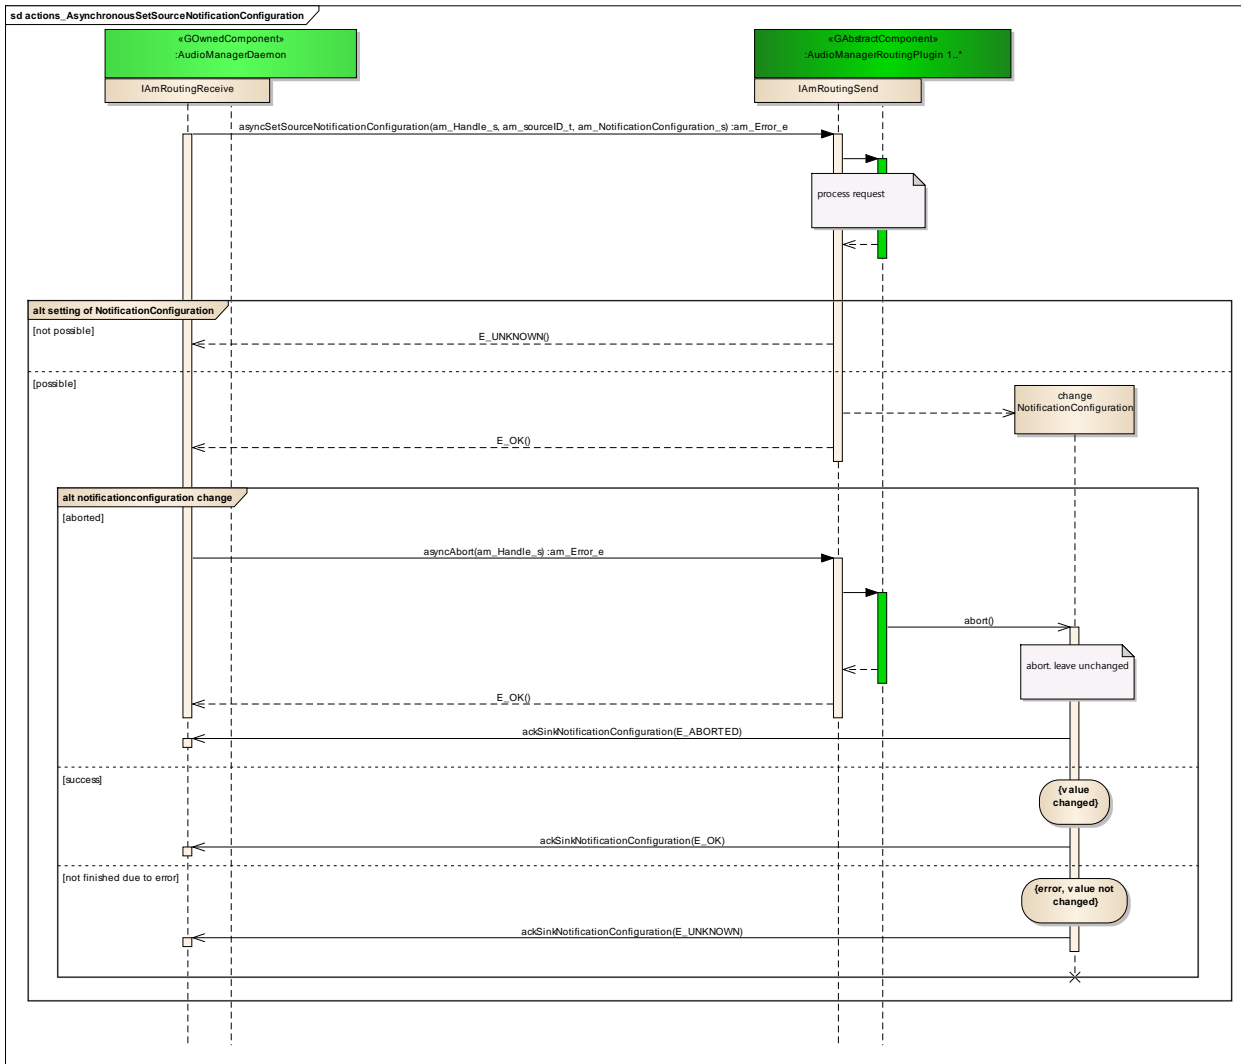 sd actions_AsynchronousSetSourceNotificationConfiguration
«GOwnedComponent»
:AudioManagerDaemon
IAmRoutingReceive
«GAbstractComponent»
:AudioManagerRoutingPlugin 1..*
IAmRoutingSend
asyncSetSourceNotificationConfiguration(am_Handle_s, am_sourceID_t, am_NotificationConfiguration_s) :am_Error_e
process request
alt setting of NotificationConfiguration
[not possible]
E_UNKNOWN()
[possible]
change
NotificationConfiguration
E_OK()
alt notificationconfiguration change
[aborted]
asyncAbort(am_Handle_s) :am_Error_e
abort()
abort. leave unchanged
E_OK()
ackSinkNotificationConfiguration(E_ABORTED)
[success]
{value
changed}
ackSinkNotificationConfiguration(E_OK)
[not finished due to error]
{error, value not
changed}
ackSinkNotificationConfiguration(E_UNKNOWN)